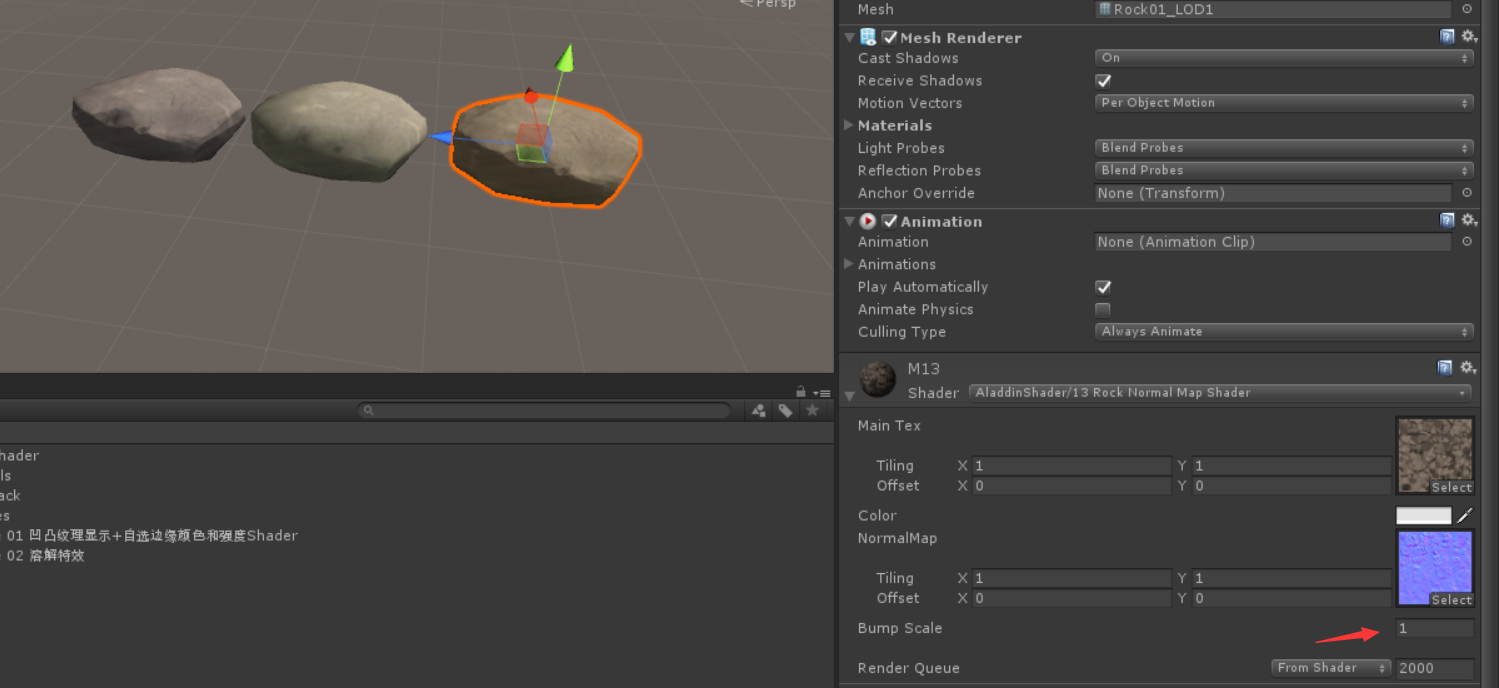 Persp
Mesh
Rock01_LOD1
Mesh Renderer
Cast Shadows
On
Receive Shadows
Motion Vectors
Per Object Motion
Materials
Light Probes
Blend Probes
Reflection Probes
Blend Probes
Anchor Override
None (Transform)
Animation
Animation
None (Animation Clip)
Animations
Play Automatically
Animate Physics
Culling Type
Always Animate
M13
Shader
AladdinShader/13 Rock Normal Map Shader
Main Tex
Tiling X 1 Y 1
Offset X 0 Y 0
Select
Color
NormalMap
Tiling X 1 Y 1
Offset X 0 Y 0
Select
Bump Scale
1
Render Queue
From Shader
2000
hader
ls
ack
es
01 凹凸纹理显示+自选边缘颜色和强度Shader
02 溶解特效